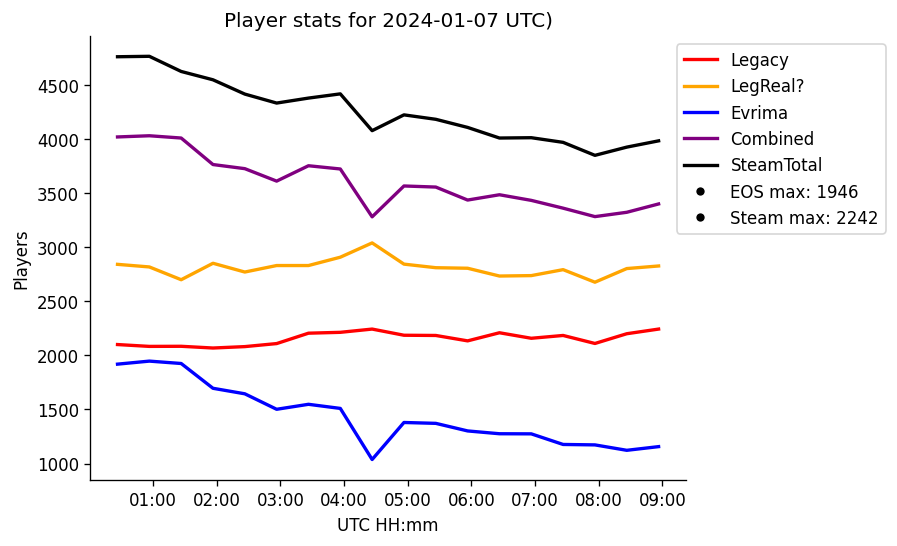 Player stats for 2024-01-07 UTC)
Legacy
LegReal?
Evrima
Combined
SteamTotal
EOS max: 1946
Steam max: 2242
Players
4500
4000
3500
3000
2500
2000
1500
1000
01:00 02:00 03:00 04:00 05:00 06:00 07:00 08:00 09:00
UTC HH:mm